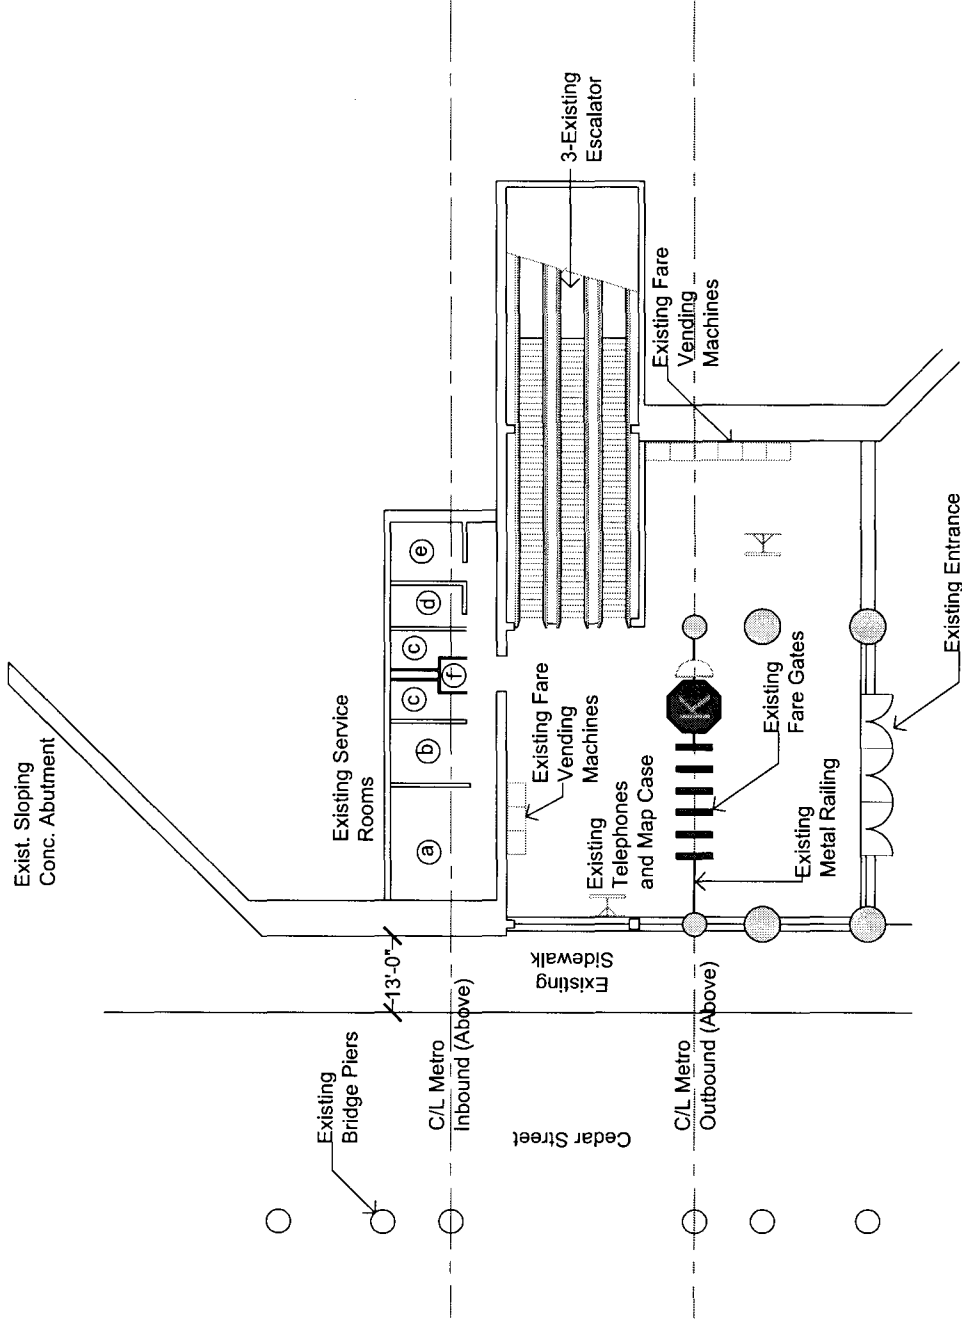 Exist. Sloping
Conc. Abutment
3-Existing
Escalator
Existing Fare
Vending
Machines
Existing Service
Rooms
a
b
c
c
d
e
f
Existing Fare
Vending
Machines
Existing
Telephones
and Map Case
K
K
Existing
Fare Gates
Existing
Metal Railing
Existing Entrance
13'-0"
Existing
Sidewalk
C/L Metro
Inbound (Above)
C/L Metro
Outbound (Above)
Existing
Bridge Piers
Cedar Street